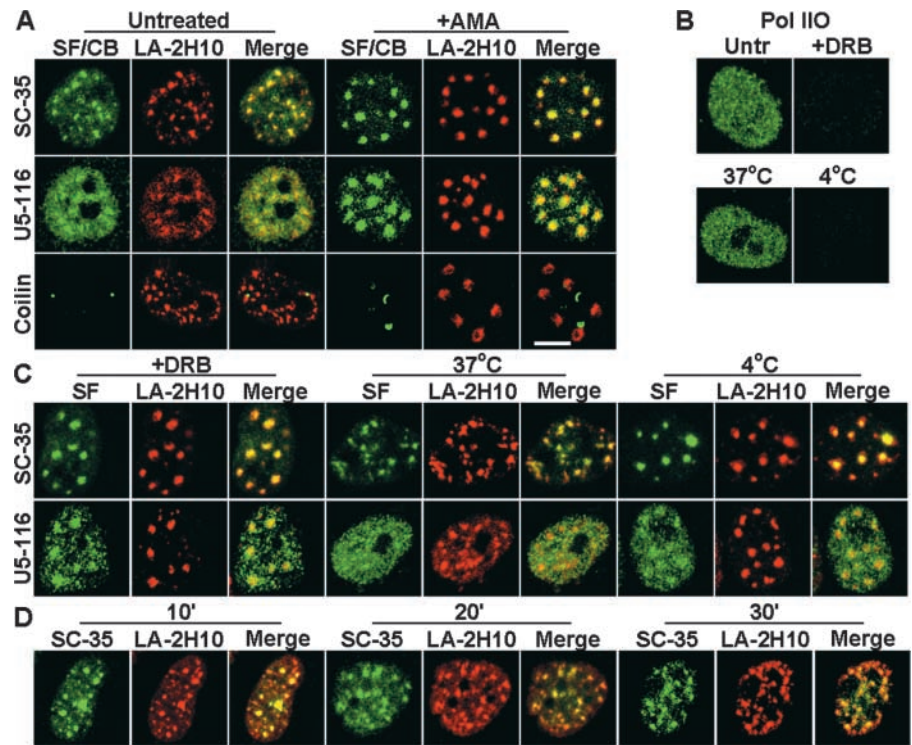 A
Untreated
+AMA
SF/CB LA-2H10 Merge SF/CB LA-2H10 Merge
SC-35
U5-116
Coilin
B
Pol IIO
Untr +DRB
37°C 4°C
C
+DRB
37°C
4°C
SF LA-2H10 Merge SF LA-2H10 Merge SF LA-2H10 Merge
SC-35
U5-116
D
10'
20'
30'
SC-35 LA-2H10 Merge SC-35 LA-2H10 Merge SC-35 LA-2H10 Merge